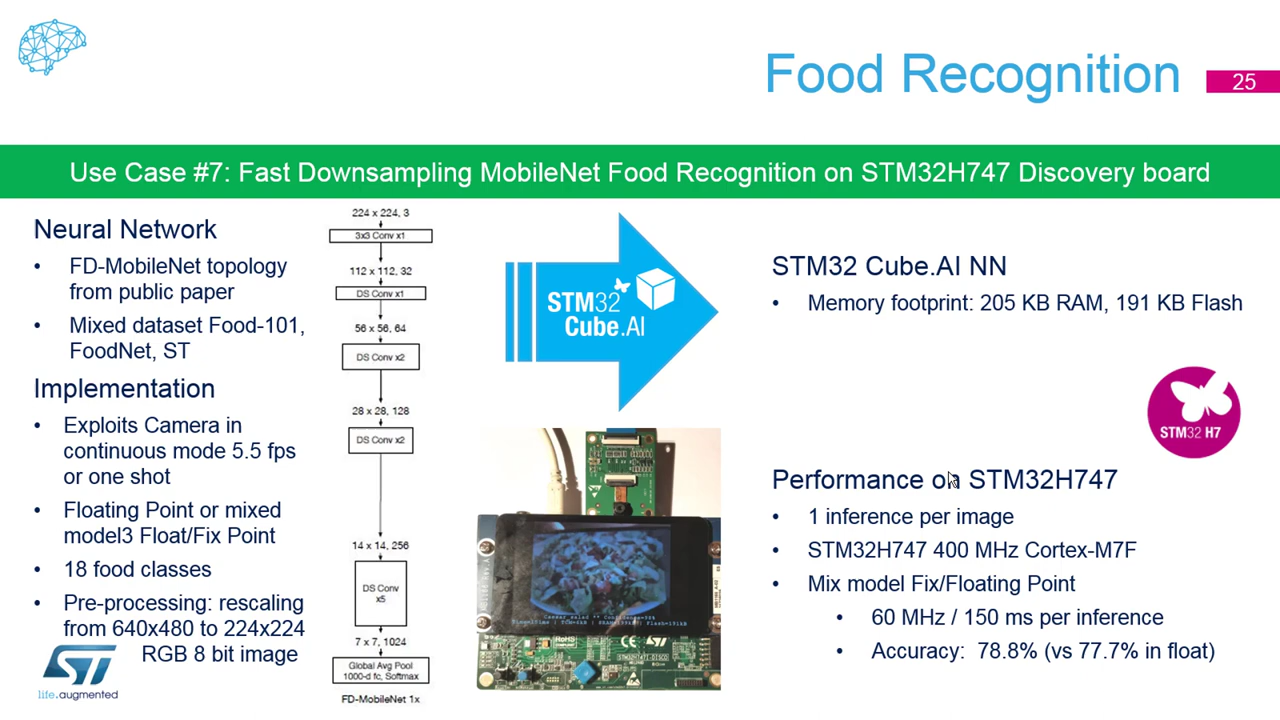 Food Recognition
25
Use Case #7: Fast Downsampling MobileNet Food Recognition on STM32H747 Discovery board
Neural Network
• FD-MobileNet topology
from public paper
• Mixed dataset Food-101,
FoodNet, ST
Implementation
• Exploits Camera in
continuous mode 5.5 fps
or one shot
• Floating Point or mixed
model3 Float/Fix Point
• 18 food classes
• Pre-processing: rescaling
from 640x480 to 224x224
RGB 8 bit image
ST
life.augmented
224 x 224, 3
3x3 Conv x1
112 x 112, 32
DS Conv x1
56 x 56, 64
DS Conv x2
28 x 28, 128
DS Conv x2
14 x 14, 256
DS Conv
x5
7 x 7, 1024
Global Avg Pool
1000-d fc, Softmax
FD-MobileNet 1x
STM32
Cube.AI
RoHS
CE
ST
STM32 Cube.AI NN
• Memory footprint: 205 KB RAM, 191 KB Flash
STM32 H7
Performance on STM32H747
• 1 inference per image
• STM32H747 400 MHz Cortex-M7F
• Mix model Fix/Floating Point
• 60 MHz / 150 ms per inference
• Accuracy: 78.8% (vs 77.7% in float)